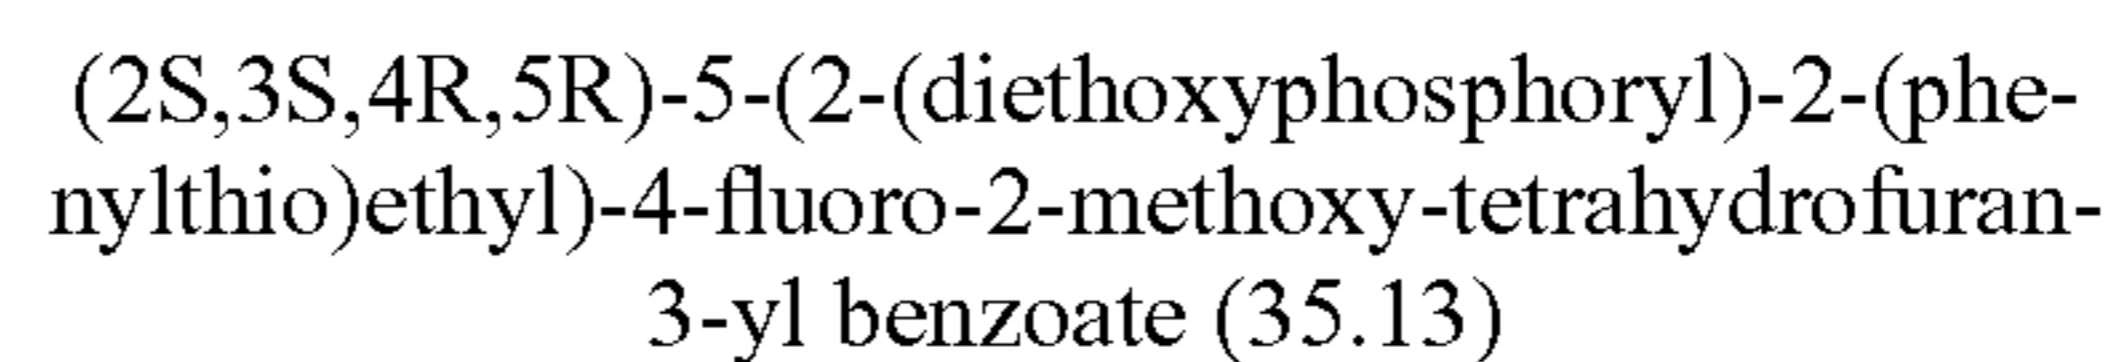 (2S,3S,4R,5R)-5-(2-(diethoxyphosphoryl)-2-(phe-
nylthio)ethyl)-4-fluoro-2-methoxy-tetrahydrofuran-
3-yl benzoate (35.13)